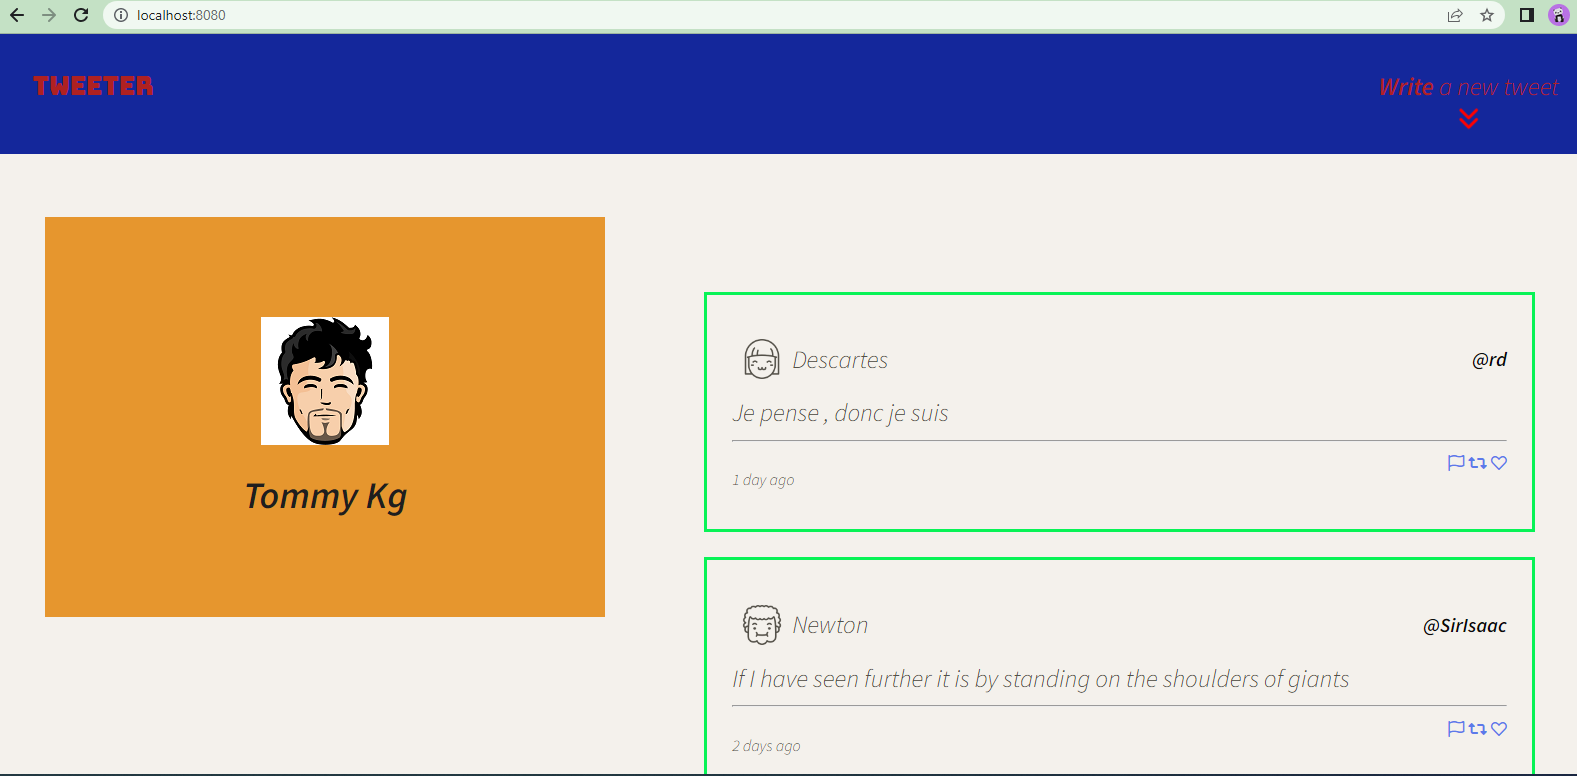 localhost:8080
TWEETER
Write a new tweet
Tommy Kg
Descartes
@rd
Je pense , donc je suis
1 day ago
Newton
@SirIsaac
If I have seen further it is by standing on the shoulders of giants
2 days ago